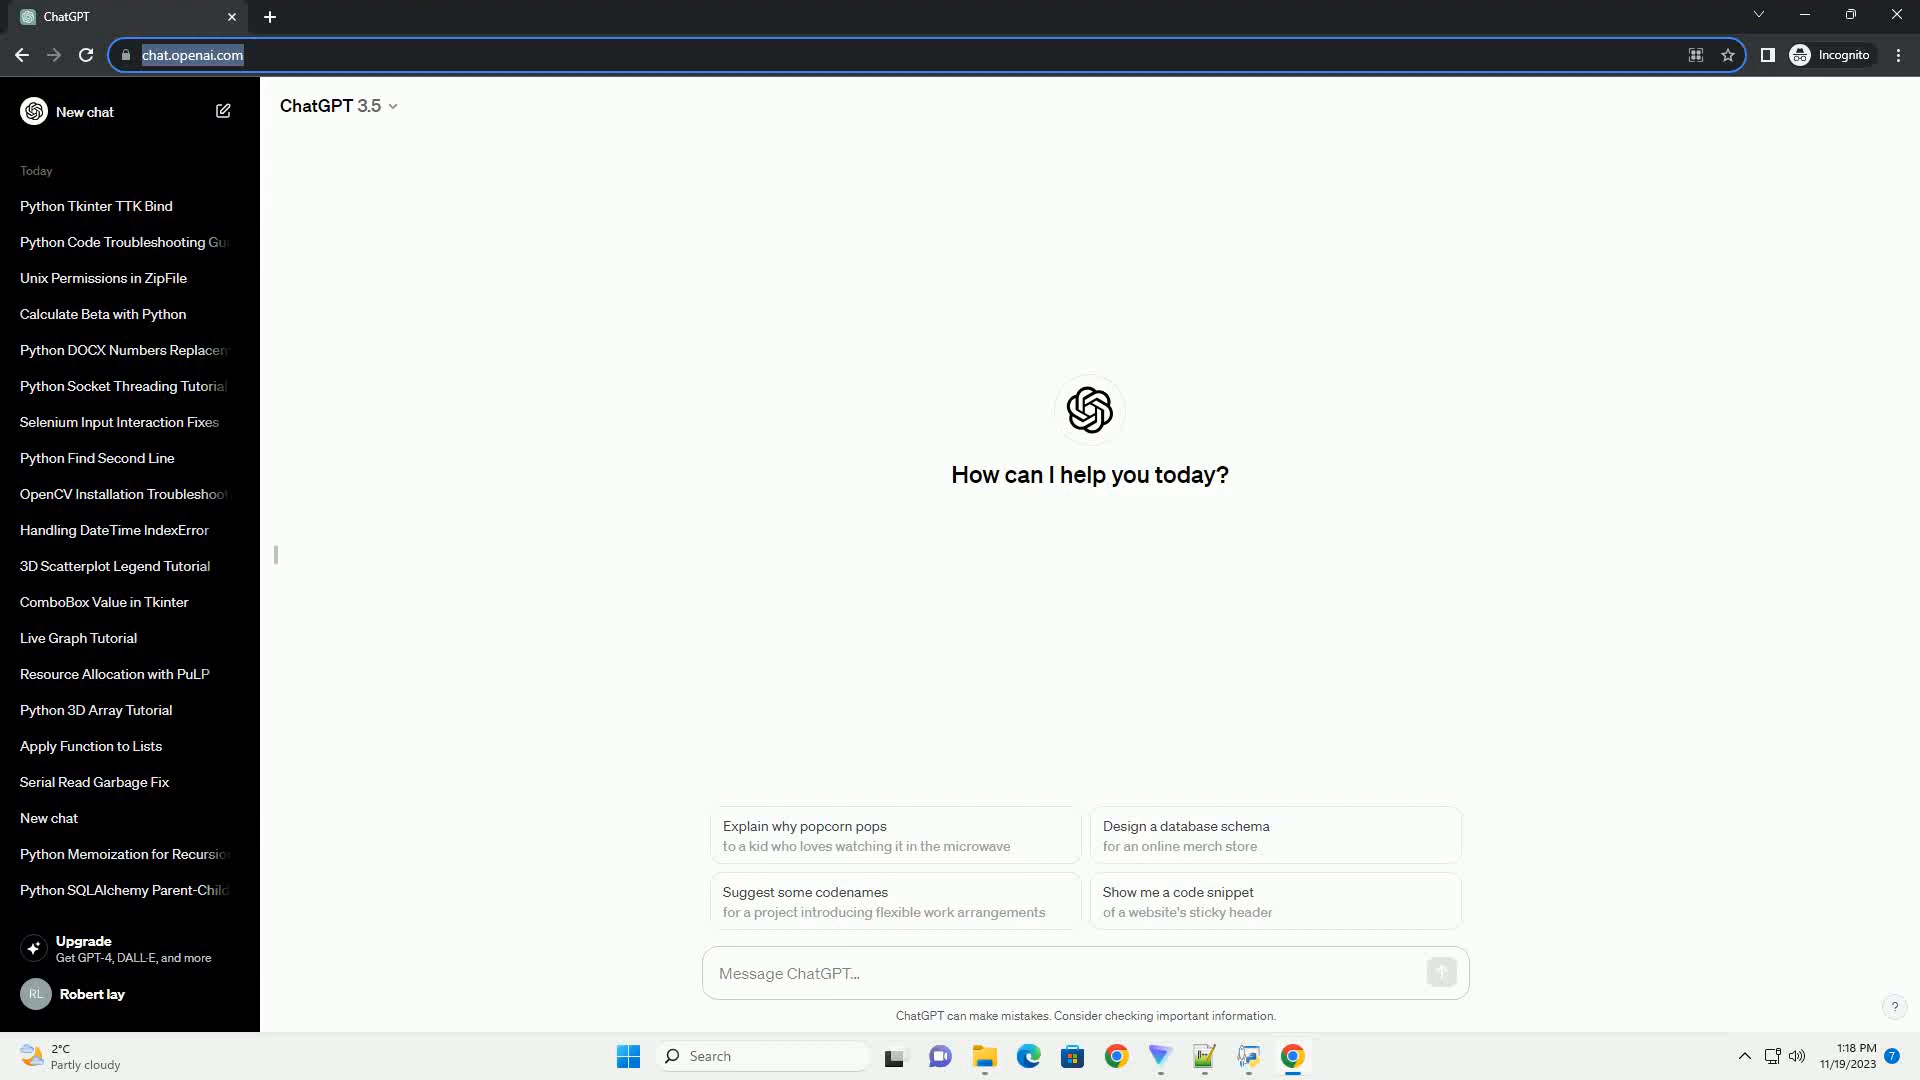 ChatGPT
chat.openai.com
Incognito
New chat
ChatGPT 3.5
Today
Python Tkinter TTK Bind
Python Code Troubleshooting
Unix Permissions in ZipFile
Calculate Beta with Python
Python DOCX Numbers
Python Socket Threading Tutorial
Selenium Input Interaction Fixes
Python Find Second Line
OpenCV Installation
Handling DateTime IndexError
3D Scatterplot Legend Tutorial
ComboBox Value in Tkinter
Live Graph Tutorial
Resource Allocation with PuLP
Python 3D Array Tutorial
Apply Function to Lists
Serial Read Garbage Fix
New chat
Python Memoization for
Python SQLAlchemy Parent-Child
Upgrade
Get GPT-4, DALL·E, and more
RL
Robert lay
How can I help you today?
Explain why popcorn pops
to a kid who loves watching it in the microwave
Design a database schema
for an online merch store
Suggest some codenames
for a project introducing flexible work arrangements
Show me a code snippet
of a website's sticky header
Message ChatGPT...
ChatGPT can make mistakes. Consider checking important information.
?
2°C
Partly cloudy
Search
1:18 PM
11/19/2023
7